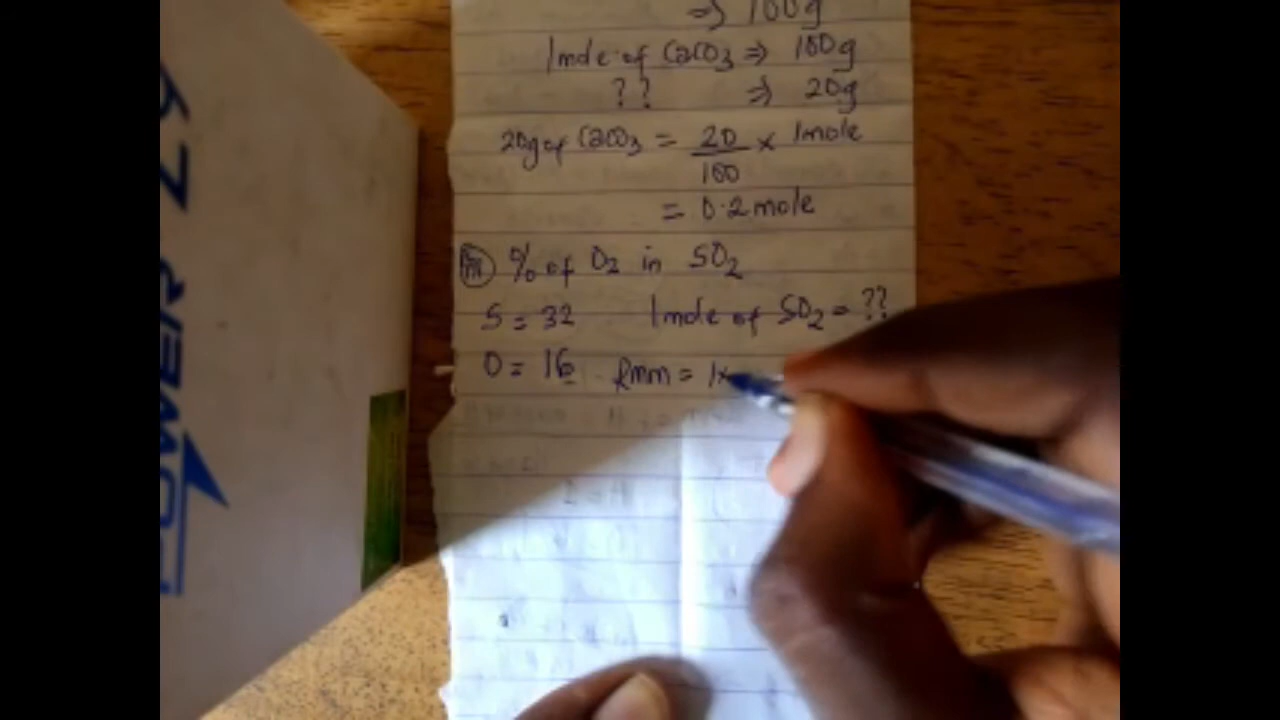 => 100g
1mole of CaCO3 => 100g
?? => 20g
20g of CaCO3 = 20/100 × 1mole
= 0.2mole
% of O2 in SO2
S = 32 1mole of SO2 = ??
O = 16 Rmm = 1×